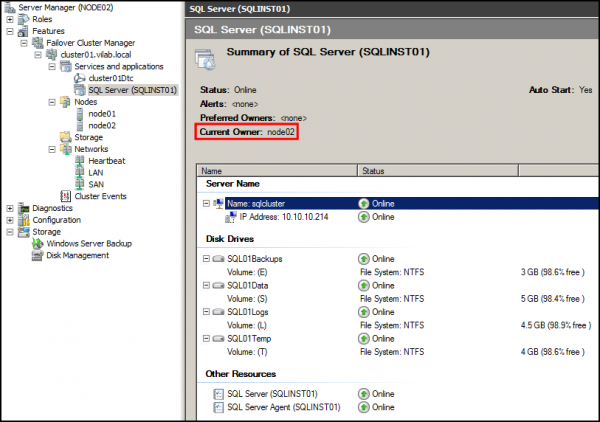 Server Manager (NODE02)
Roles
Features
Failover Cluster Manager
cluster01.vilab.local
Services and applications
cluster01Dtc
SQL Server (SQLINST01)
Nodes
node01
node02
Storage
Networks
Heartbeat
LAN
SAN
Cluster Events
Diagnostics
Configuration
Storage
Windows Server Backup
Disk Management
SQL Server (SQLINST01)
SQL Server (SQLINST01)
Summary of SQL Server (SQLINST01)
Status: Online Auto Start: Yes
Alerts: <none>
Preferred Owners: <none>
Current Owner: node02
Name Status
Server Name
Name: sqlcluster Online
IP Address: 10.10.10.214 Online
Disk Drives
SQL01Backups Online
Volume: (E) File System: NTFS 3 GB (98.6% free )
SQL01Data Online
Volume: (S) File System: NTFS 5 GB (98.4% free )
SQL01Logs Online
Volume: (L) File System: NTFS 4.5 GB (98.9% free )
SQL01Temp Online
Volume: (T) File System: NTFS 4 GB (98.6% free )
Other Resources
SQL Server (SQLINST01) Online
SQL Server Agent (SQLINST01) Online